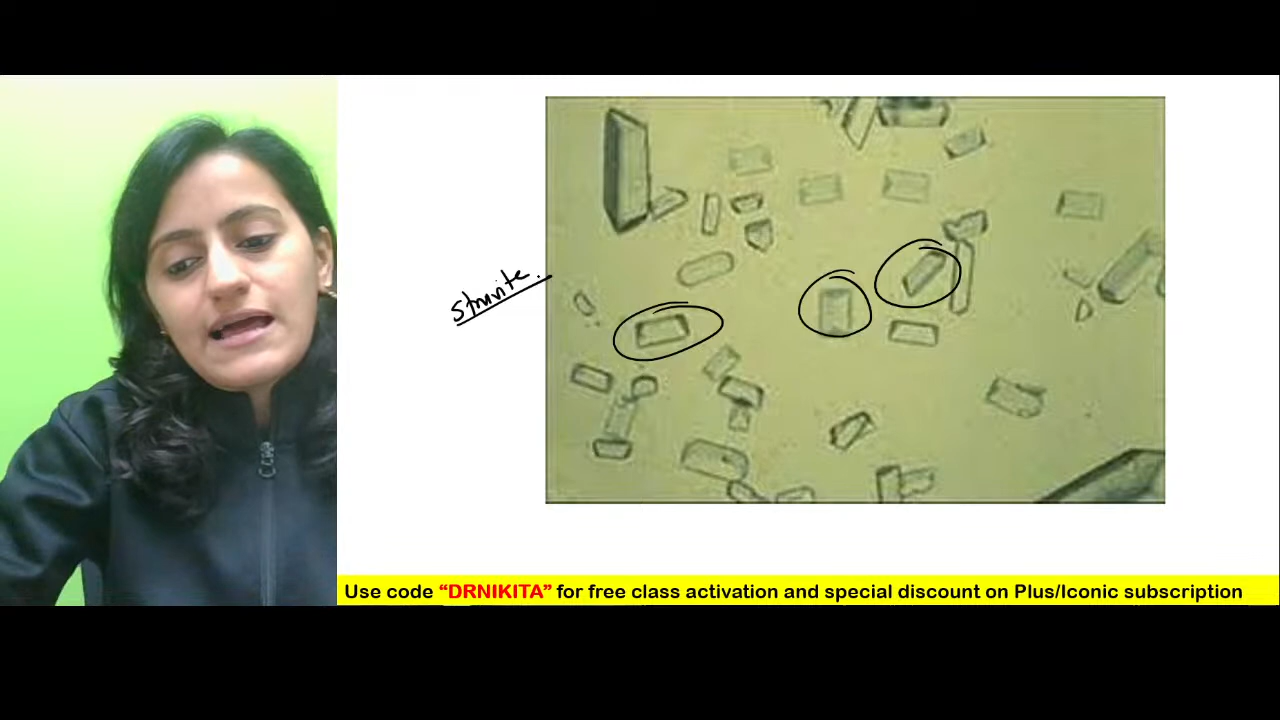 struvite.
Use code “DRNIKITA” for free class activation and special discount on Plus/Iconic subscription